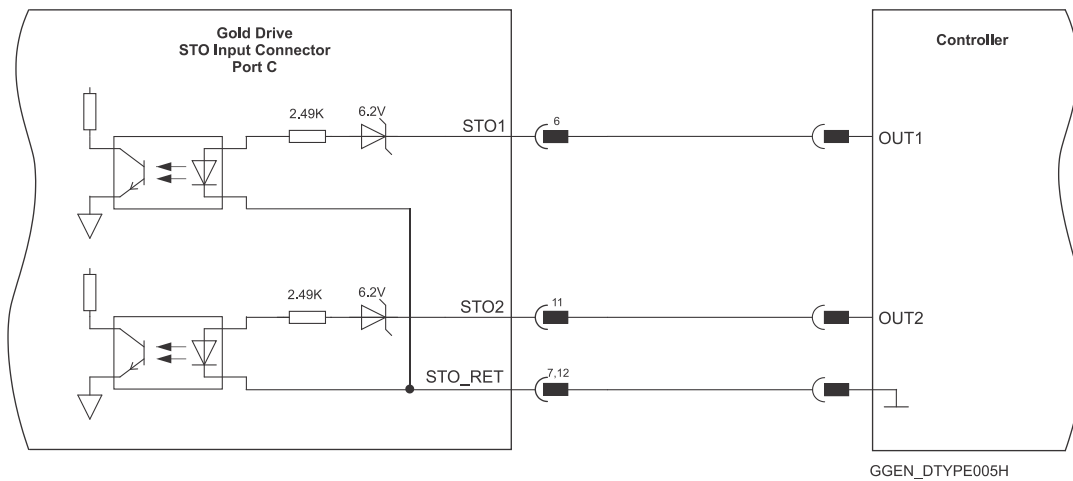 Gold Drive
STO Input Connector
Port C
Controller
2.49K
6.2V
STO1
6
OUT1
2.49K
6.2V
STO2
11
OUT2
STO_RET
7,12
GGEN_DTYPE005H